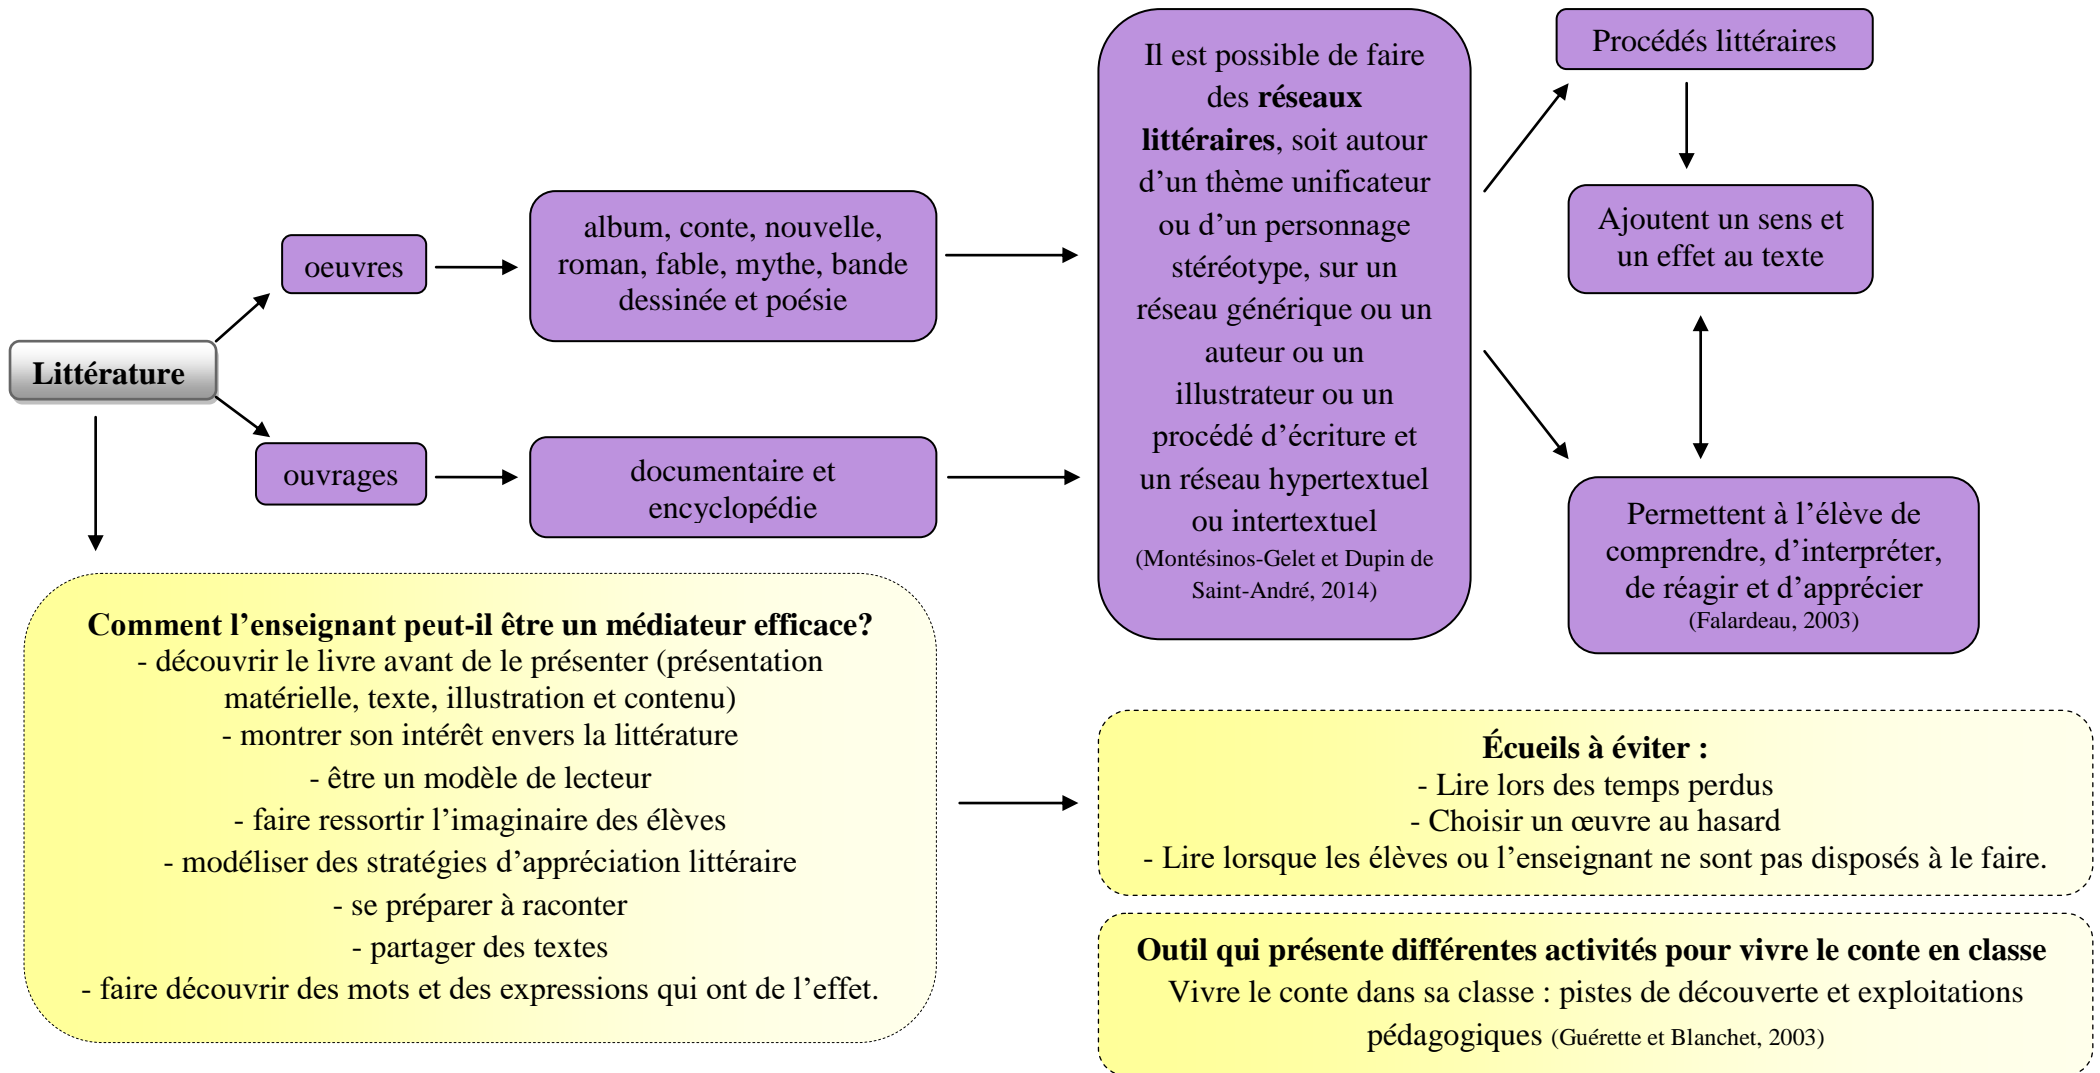 Littérature
oeuvres
album, conte, nouvelle,
roman, fable, mythe, bande
dessinée et poésie
ouvrages
documentaire et
encyclopédie
Il est possible de faire
des réseaux
littéraires, soit autour
d’un thème unificateur
ou d’un personnage
stéréotype, sur un
réseau générique ou un
auteur ou un
illustrateur ou un
procédé d’écriture et
un réseau hypertextuel
ou intertextuel
(Montésinos-Gelet et Dupin de
Saint-André, 2014)
Procédés littéraires
Ajoutent un sens et
un effet au texte
Permettent à l’élève de
comprendre, d’interpréter,
de réagir et d’apprécier
(Falardeau, 2003)
Comment l’enseignant peut-il être un médiateur efficace?
- découvrir le livre avant de le présenter (présentation
matérielle, texte, illustration et contenu)
- montrer son intérêt envers la littérature
- être un modèle de lecteur
- faire ressortir l’imaginaire des élèves
- modéliser des stratégies d’appréciation littéraire
- se préparer à raconter
- partager des textes
- faire découvrir des mots et des expressions qui ont de l’effet.
Écueils à éviter :
- Lire lors des temps perdus
- Choisir un œuvre au hasard
- Lire lorsque les élèves ou l’enseignant ne sont pas disposés à le faire.
Outil qui présente différentes activités pour vivre le conte en classe
Vivre le conte dans sa classe : pistes de découverte et exploitations
pédagogiques (Guérette et Blanchet, 2003)